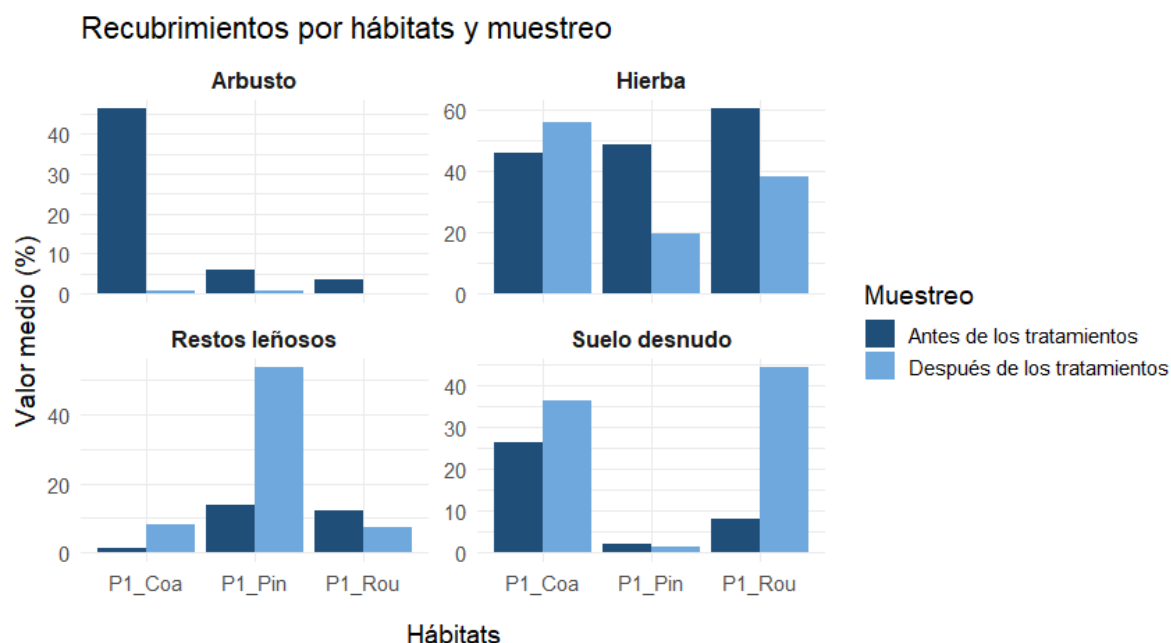 Recubrimientos por hábitats y muestreo
Arbusto
Hierba
40
30
20
10
0
60
40
20
0
Valor medio (%)
Restos leñosos
Suelo desnudo
40
20
0
40
30
20
10
0
P1_Coa P1_Pin P1_Rou
P1_Coa P1_Pin P1_Rou
Hábitats
Muestreo
Antes de los tratamientos
Después de los tratamientos